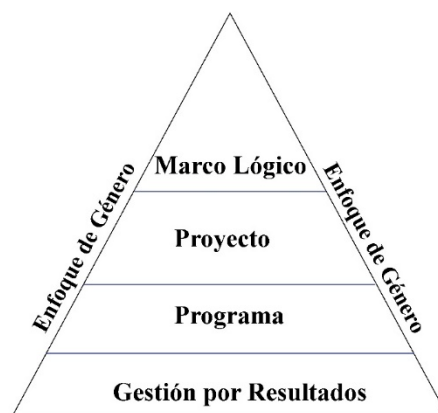 Marco Lógico
Enfoque de Género
Enfoque de Género
Proyecto
Programa
Gestión por Resultados